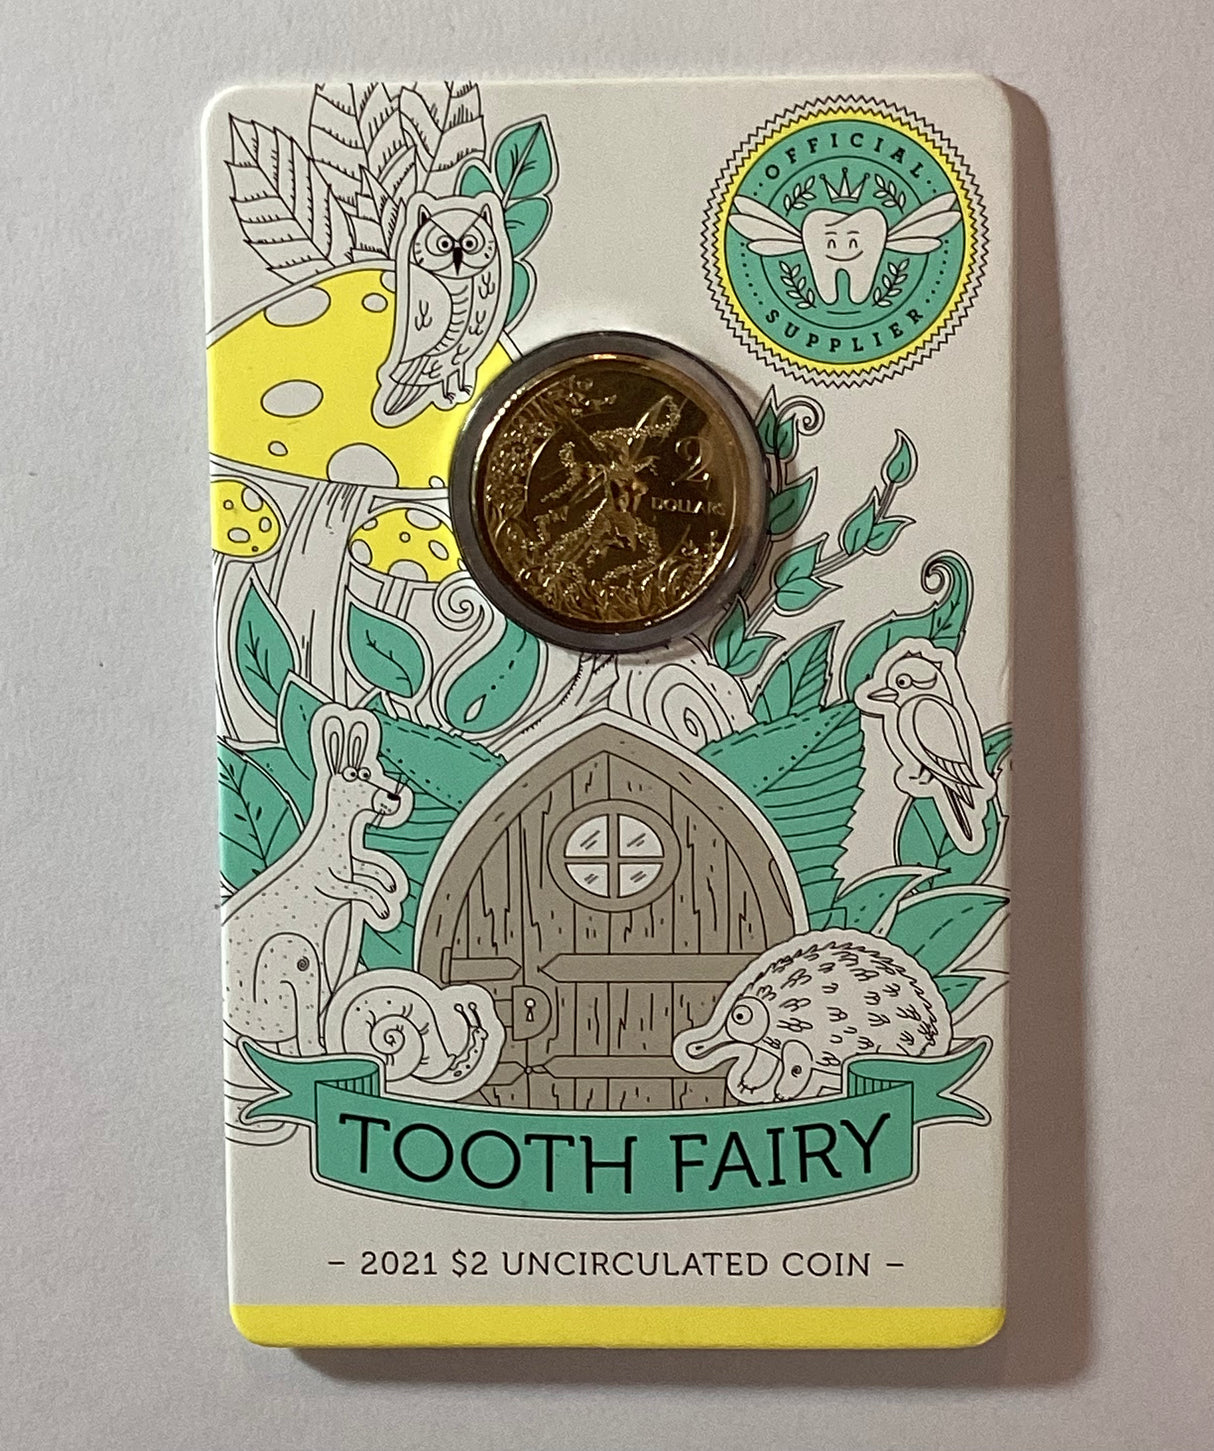 OFFICIAL
SUPPLIER
2
DOLLARS
TOOTH FAIRY
– 2021 $2 UNCIRCULATED COIN –